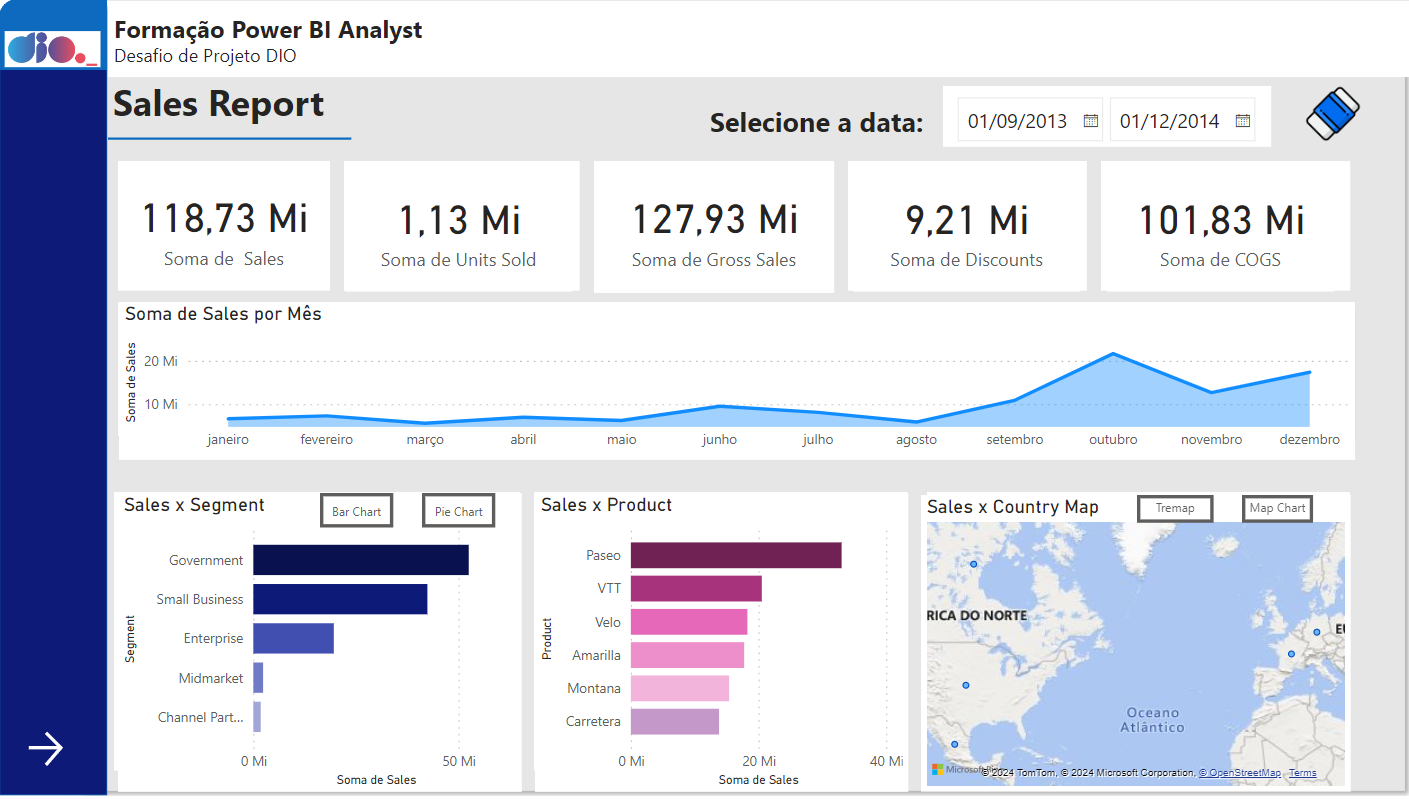 dio._
Formação Power BI Analyst
Desafio de Projeto DIO
Sales Report
Selecione a data:
01/09/2013
01/12/2014
118,73 Mi
Soma de Sales
1,13 Mi
Soma de Units Sold
127,93 Mi
Soma de Gross Sales
9,21 Mi
Soma de Discounts
101,83 Mi
Soma de COGS
Soma de Sales por Mês
Soma de Sales
20 Mi
10 Mi
janeiro fevereiro março abril maio junho julho agosto setembro outubro novembro dezembro
Sales x Segment
Bar Chart
Pie Chart
Segment
Government
Small Business
Enterprise
Midmarket
Channel Part...
0 Mi 50 Mi
Soma de Sales
Sales x Product
Product
Paseo
VTT
Velo
Amarilla
Montana
Carretera
0 Mi 20 Mi 40 Mi
Soma de Sales
Sales x Country Map
Tremap
Map Chart
RICA DO NORTE
Oceano
Atlântico
Microsoft
© 2024 TomTom, © 2024 Microsoft Corporation, © OpenStreetMap Terms